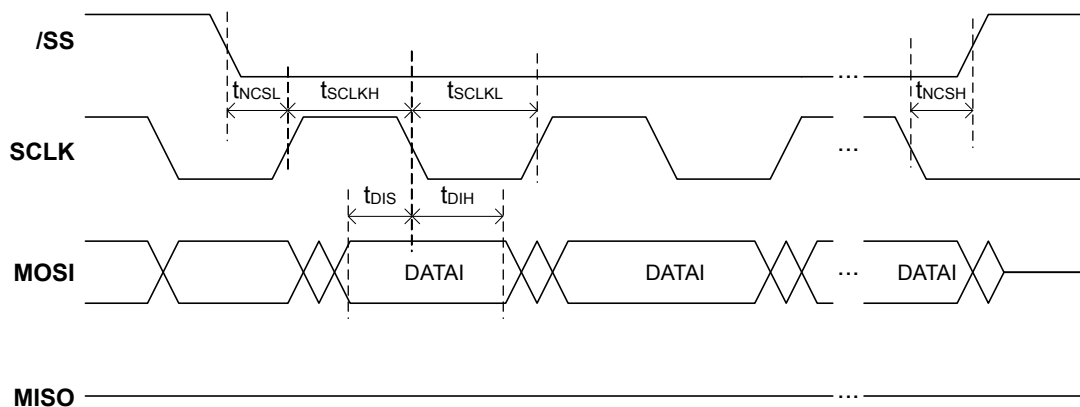 /SS
...
tNCSL tSCLKH tSCLKL tNCSH
SCLK
...
tDIS tDIH
MOSI DATAI DATAI ... DATAI
MISO ...